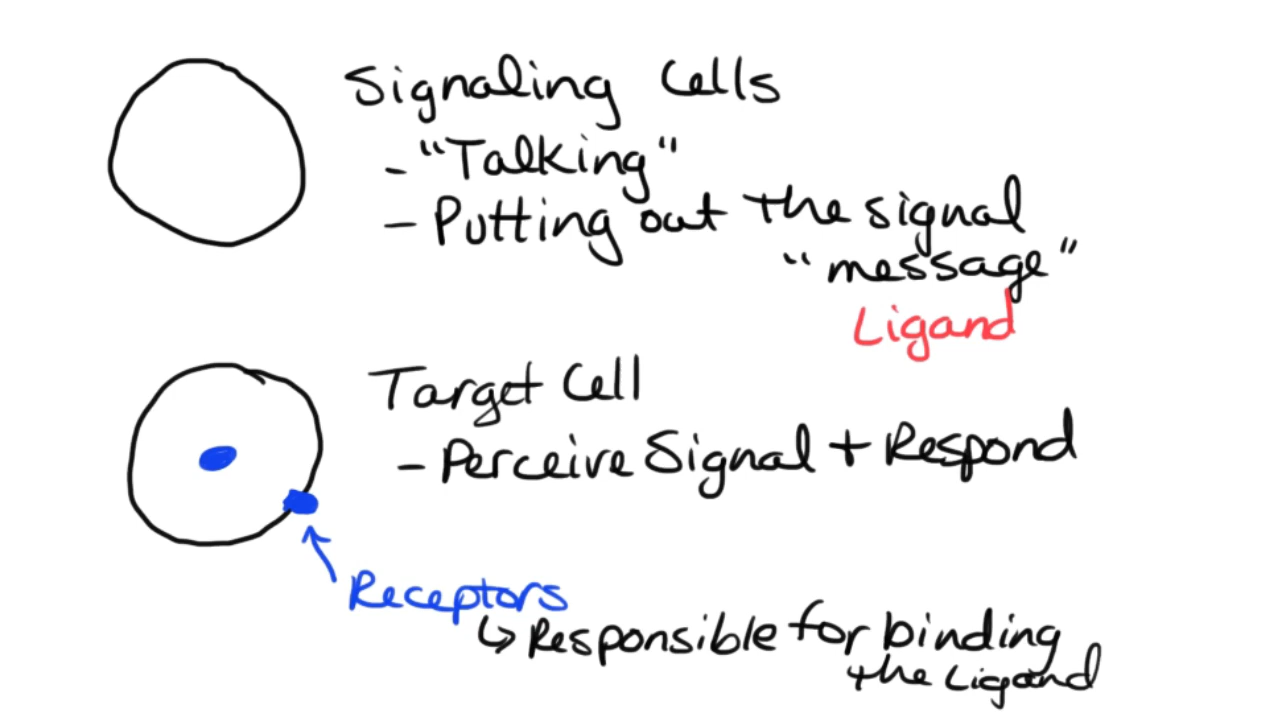 Signaling Cells
- "Talking"
- Putting out the signal
"message"
Ligand
Target Cell
- Perceive Signal + Respond
Receptors
↳ Responsible for binding
the Ligand